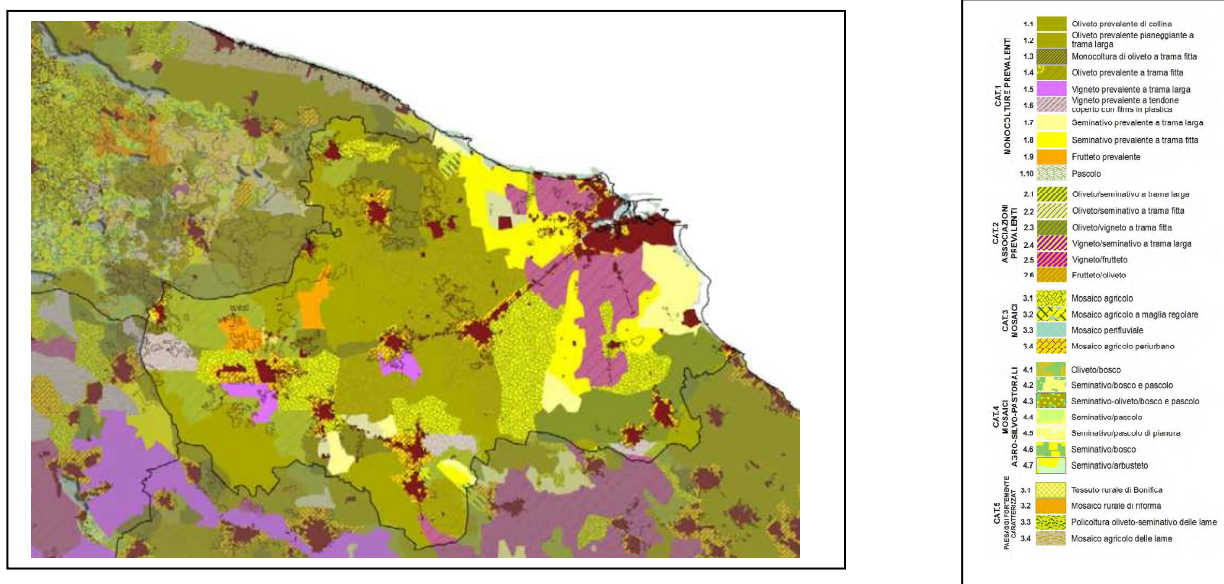 CAT.1
MONOCOLTURE PREVALENTI
1.1 Oliveto prevalente di collina
1.2 Oliveto prevalente pianeggiante a
trama larga
1.3 Monocoltura di oliveto a trama fitta
1.4 Oliveto prevalente a trama fitta
1.5 Vigneto prevalente a trama larga
1.6 Vigneto prevalente a tendone
coperto con films in plastica
1.7 Seminativo prevalente a trama larga
1.8 Seminativo prevalente a trama fitta
1.9 Frutteto prevalente
1.10 Pascolo
CAT.2
ASSOCIAZIONI
PREVALENTI
2.1 Oliveto/seminativo a trama larga
2.2 Oliveto/seminativo a trama fitta
2.3 Oliveto/vigneto a trama fitta
2.4 Vigneto/seminativo a trama larga
2.5 Vigneto/frutteto
2.6 Frutteto/oliveto
CAT.3
MOSAICI
3.1 Mosaico agricolo
3.2 Mosaico agricolo a maglia regolare
3.3 Mosaico perifluviale
3.4 Mosaico agricolo periurbano
CAT.4
MOSAICI
AGRO-SILVO-PASTORALI
4.1 Oliveto/bosco
4.2 Seminativo/bosco e pascolo
4.3 Seminativo-oliveto/bosco e pascolo
4.4 Seminativo/pascolo
4.5 Seminativo/pascolo di pianura
4.6 Seminativo/bosco
4.7 Seminativo/arbusteto
CAT.5
PAESAGGI FORTEMENTE
CARATTERIZZAT
3.1 Tessuto rurale di Bonifica
3.2 Mosaico rurale di riforma
3.3 Policoltura oliveto-seminativo delle lame
3.4 Mosaico agricolo delle lame